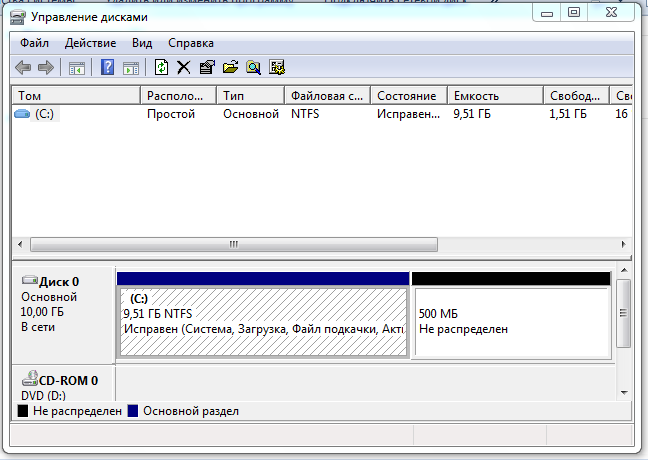 Управление дисками
Файл Действие Вид Справка
Том Располо... Тип Файловая с... Состояние Емкость Свобод... Сво
(C:) Простой Основной NTFS Исправен... 9,51 ГБ 1,51 ГБ 16
Диск 0
Основной
10,00 ГБ
В сети
(C:)
9,51 ГБ NTFS
Исправен (Система, Загрузка, Файл подкачки, Акти
500 МБ
Не распределен
CD-ROM 0
DVD (D:)
Не распределен Основной раздел